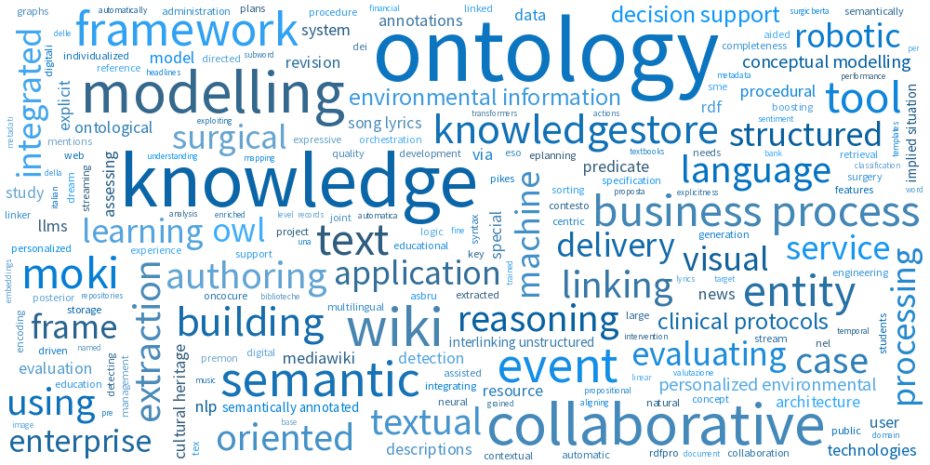 graphs
automatically
administration
plans
procedure
financial
linked
data
decision support
surgic berta
semantically
delle
framework
system
annotations
ontology
aided
completeness
robotic
per
integrated
digitali
individualized
model
directed
subword
dei
revision
conceptual modelling
reference
headlines
metadata
performance
metadati
explicit
modelling
environmental information
sme
procedural
tool
rdf
boosting
templates
implied situation
mentions
ontological
exploiting
transformers
actions
song lyrics
knowledgestore
sentiment
structured
surgical
expressive
orchestration
web
understanding
mapping
quality
development
via
eso
eplanning
needs
textbooks
bank
retrieval
classification
study
della
italian
dream
streaming
assessing
knowledge
pikes
predicate
language
surgery
word
linker
specification
features
sorting
proposta
explicitness
llms
analysis
enriched
level
records
automatica
joint
syntax
contesto
business process
learning
owl
text
project
una
logic
fine
special
machine
centric
generation
personalized
experience
support
educational
key
delivery
visual
service
embeddings
moki
extraction
authoring
application
trained
linking
news
engineering
processing
posterior
repositories
extracted
lyrics
target
entity
storage
oncocure
biblioteche
asbru
multilingual
large
intervention
temporal
encoding
frame
building
wiki
reasoning
clinical protocols
students
driven
named
premon
digital
interlinking unstructured
stream
nel
evaluation
detecting
management
cultural heritage
mediawiki
detection
event
evaluating
case
education
music
assisted
integrating
propositional
linear
valutazione
semantic
neural
grained
resource
aligning
natural
personalized environmental
using
pre
nlp
semantically annotated
concept
architecture
image
tex
base
textual
collaborative
user
public
domain
enterprise
oriented
descriptions
contextual
automatic
rdfpro
document
collaboration
technologies